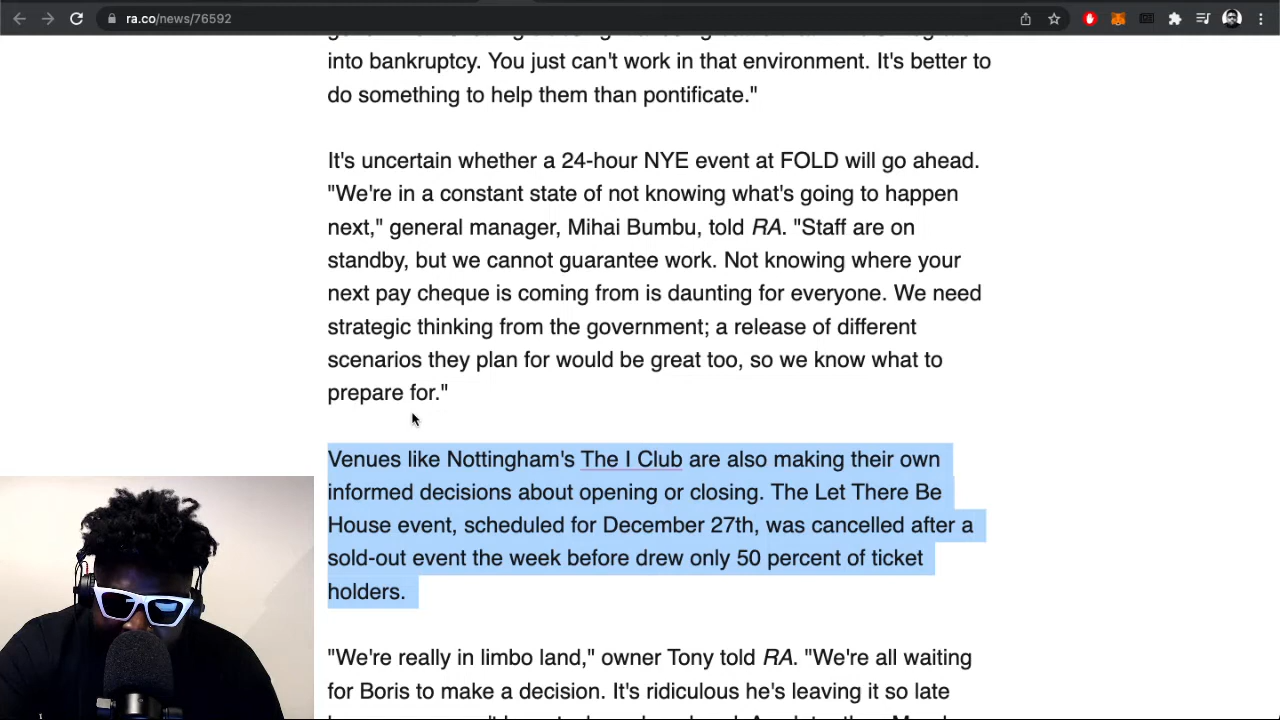 ra.co/news/76592
into bankruptcy. You just can't work in that environment. It's better to
do something to help them than pontificate."
It's uncertain whether a 24-hour NYE event at FOLD will go ahead.
"We're in a constant state of not knowing what's going to happen
next," general manager, Mihai Bumbu, told RA. "Staff are on
standby, but we cannot guarantee work. Not knowing where your
next pay cheque is coming from is daunting for everyone. We need
strategic thinking from the government; a release of different
scenarios they plan for would be great too, so we know what to
prepare for."
Venues like Nottingham's The I Club are also making their own
informed decisions about opening or closing. The Let There Be
House event, scheduled for December 27th, was cancelled after a
sold-out event the week before drew only 50 percent of ticket
holders.
"We're really in limbo land," owner Tony told RA. "We're all waiting
for Boris to make a decision. It's ridiculous he's leaving it so late